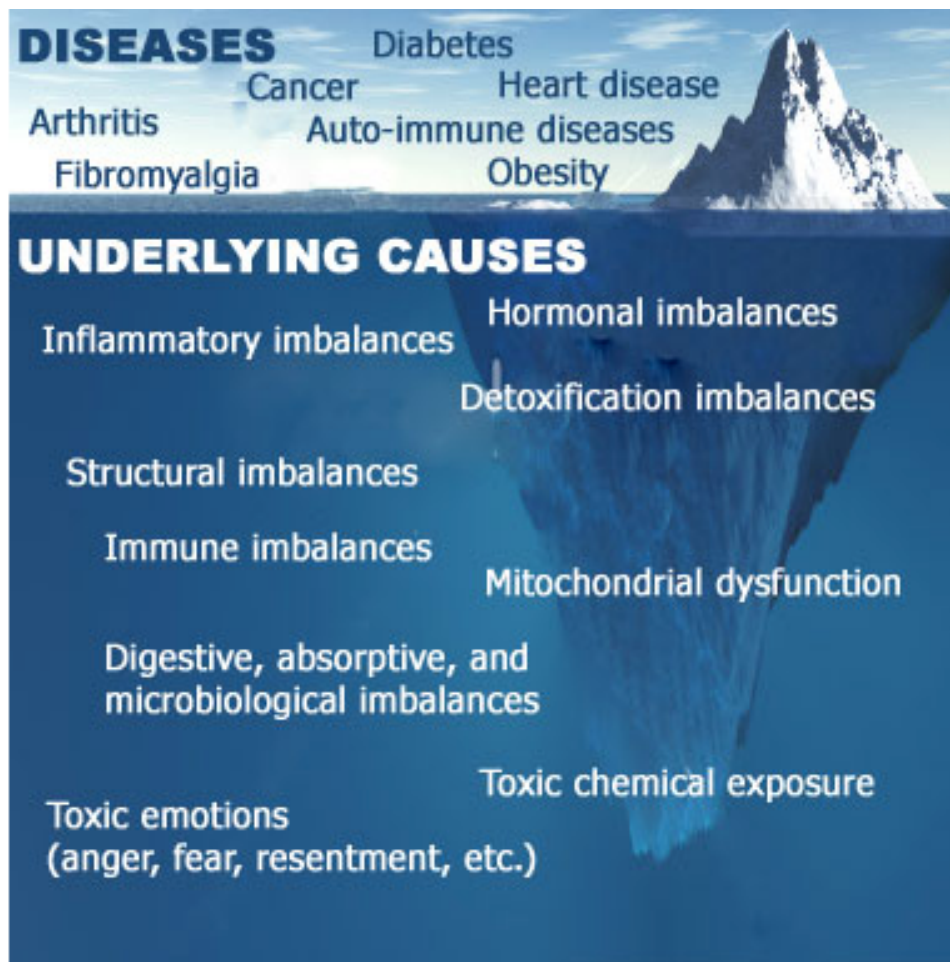 DISEASES
Diabetes
Cancer
Heart disease
Arthritis
Auto-immune diseases
Fibromyalgia
Obesity
UNDERLYING CAUSES
Hormonal imbalances
Inflammatory imbalances
Detoxification imbalances
Structural imbalances
Immune imbalances
Mitochondrial dysfunction
Digestive, absorptive, and
microbiological imbalances
Toxic chemical exposure
Toxic emotions
(anger, fear, resentment, etc.)